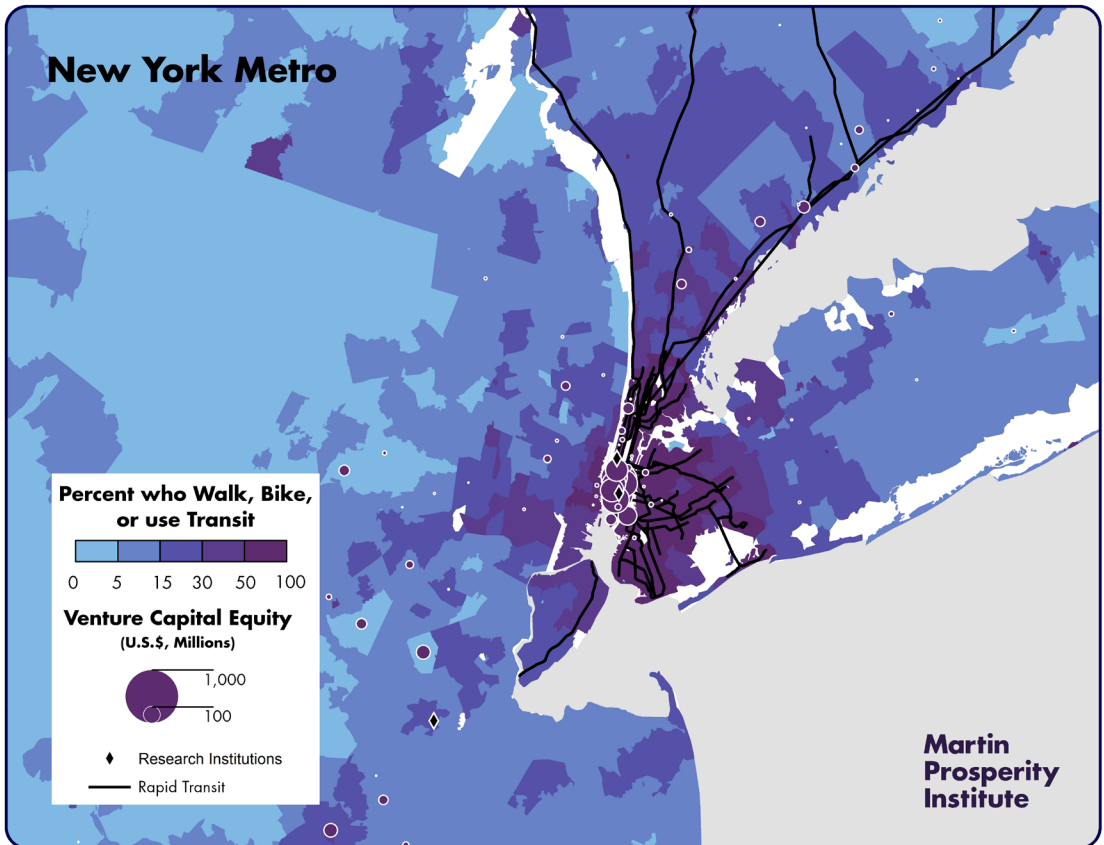 New York Metro
Percent who Walk, Bike,
or use Transit
0 5 15 30 50 100
Venture Capital Equity
(U.S.$, Millions)
1,000
100
Research Institutions
Rapid Transit
Martin
Prosperity
Institute